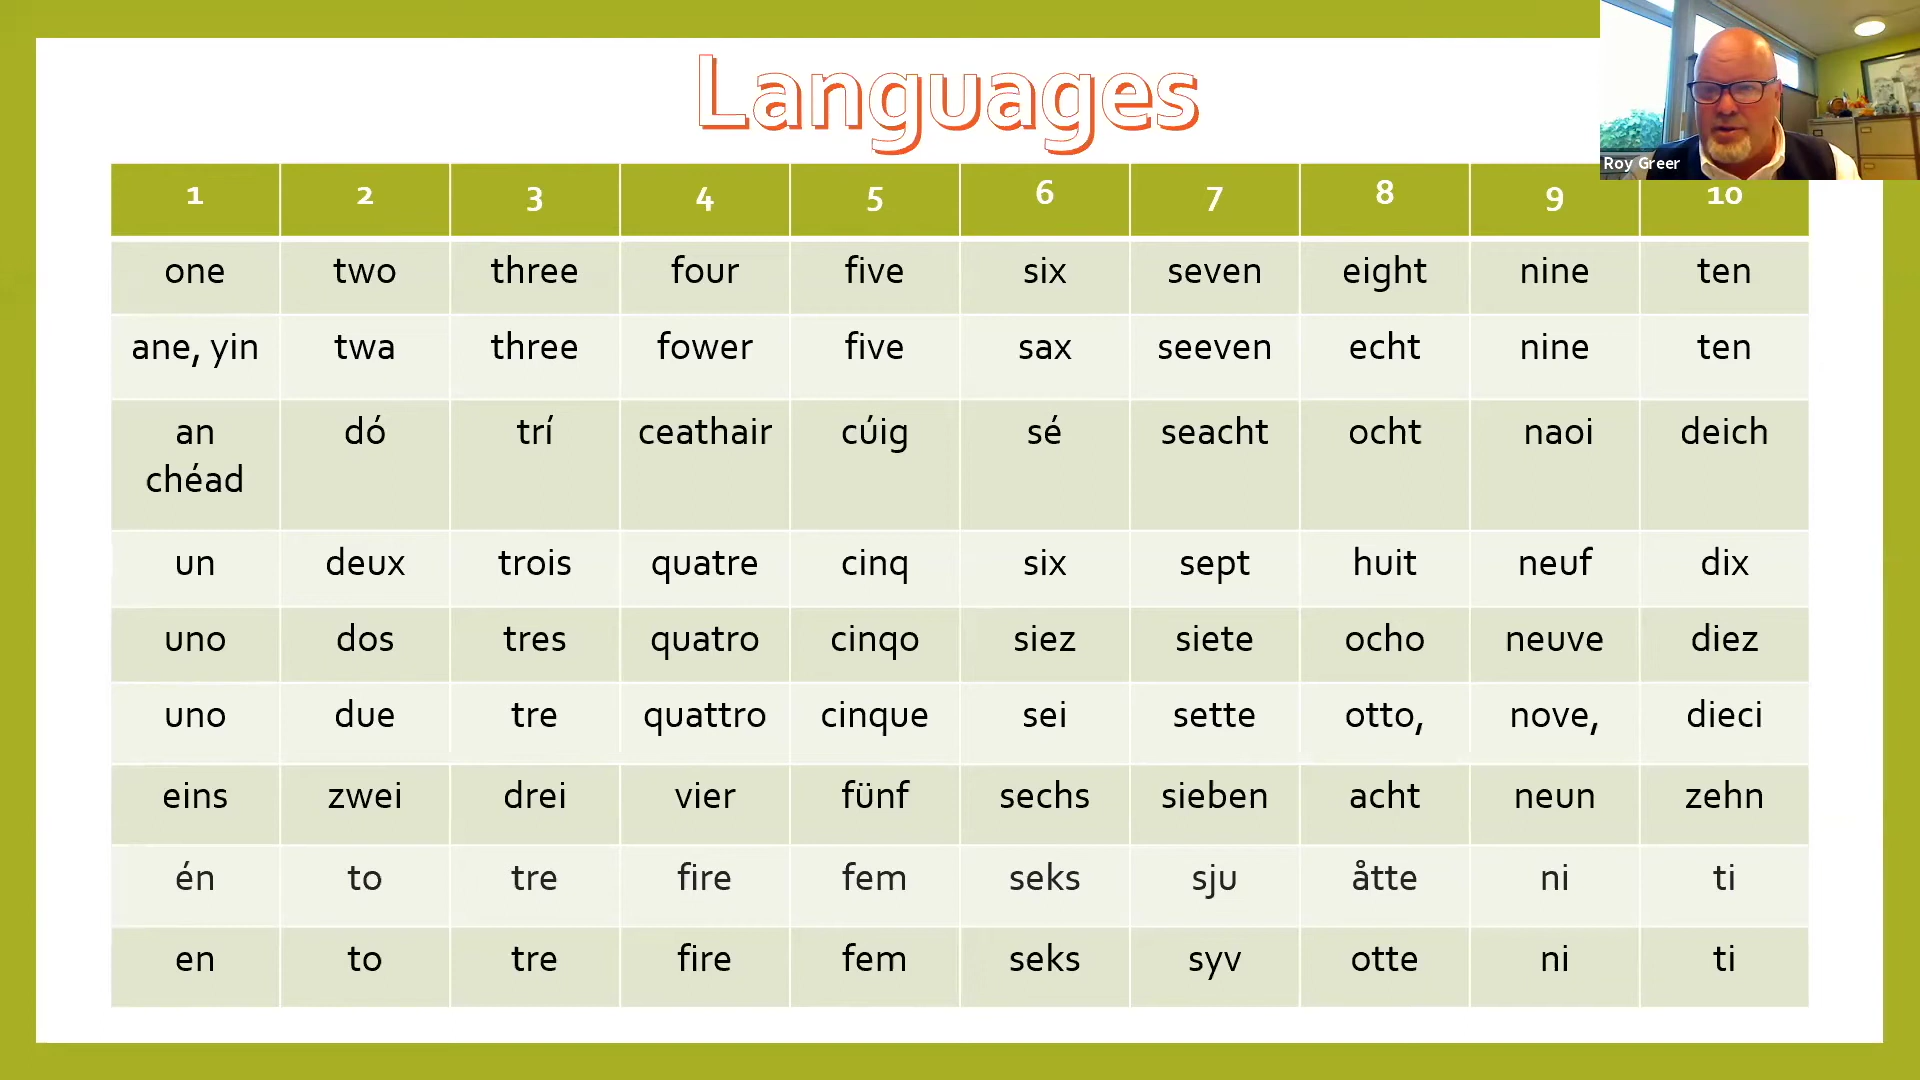 Languages
Roy Greer
1 2 3 4 5 6 7 8 9 10
one two three four five six seven eight nine ten
ane, yin twa three fower five sax seeven echt nine ten
an dó trí ceathair cúig sé seacht ocht naoi deich
chéad
un deux trois quatre cinq six sept huit neuf dix
uno dos tres quatro cinqo siez siete ocho neuve diez
uno due tre quattro cinque sei sette otto, nove, dieci
eins zwei drei vier fünf sechs sieben acht neun zehn
én to tre fire fem seks sju åtte ni ti
en to tre fire fem seks syv otte ni ti